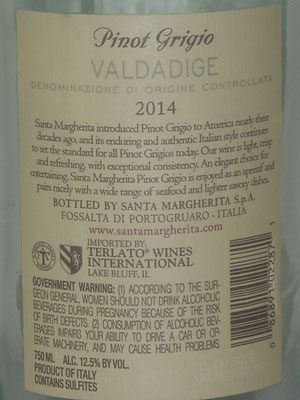 Pinot Grigio
VALDADIGE
DENOMINAZIONE DI ORIGINE CONTROLLATA
2014
Santa Margherita introduced Pinot Grigio to America nearly three
decades ago, and its enduring and authentic Italian style continues
to set the standard for all Pinot Grigios today. Our wine is light, crisp
and refreshing, with exceptional consistency. An elegant choice for
entertaining, Santa Margherita Pinot Grigio is enjoyed as an aperitif and
pairs nicely with a wide range of seafood and lighter savory dishes.
BOTTLED BY SANTA MARGHERITA S.p.A.
FOSSALTA DI PORTOGRUARO - ITALIA
www.santamargherita.com
IMPORTED BY:
TERLATO® WINES
INTERNATIONAL
LAKE BLUFF, IL
GOVERNMENT WARNING: (1) ACCORDING TO THE SUR-
GEON GENERAL, WOMEN SHOULD NOT DRINK ALCOHOLIC
BEVERAGES DURING PREGNANCY BECAUSE OF THE RISK
OF BIRTH DEFECTS. (2) CONSUMPTION OF ALCOHOLIC BEV-
ERAGES IMPAIRS YOUR ABILITY TO DRIVE A CAR OR OP-
ERATE MACHINERY, AND MAY CAUSE HEALTH PROBLEMS.
750 ML ALC. 12.5% BY VOL.
PRODUCT OF ITALY
CONTAINS SULFITES